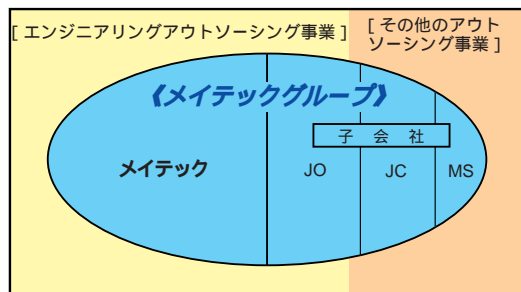 [ エンジニアリングアウトソーシング事業 ]
[ その他のアウト
ソーシング事業 ]
《メイテックグループ》
子 会 社
メイテック
JO
JC
MS